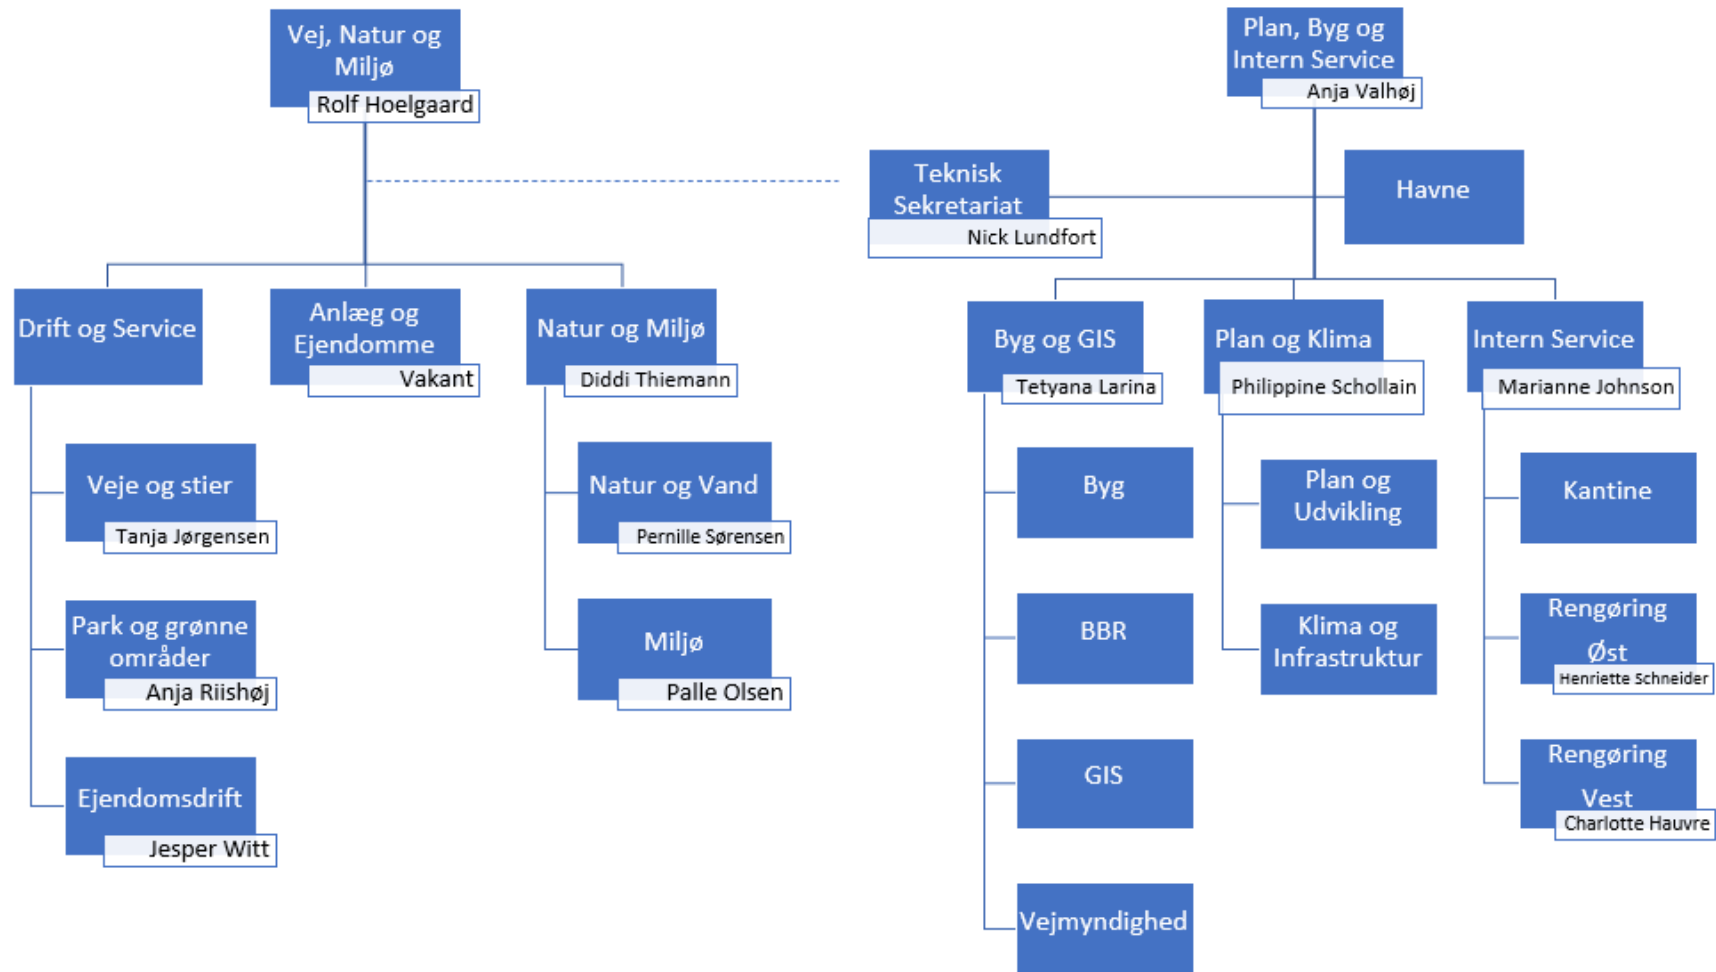 Vej, Natur og
Miljø
Rolf Hoelgaard
Drift og Service
Veje og stier
Tanja Jørgensen
Park og grønne
områder
Anja Riishøj
Ejendomsdrift
Jesper Witt
Anlæg og
Ejendomme
Vakant
Natur og Miljø
Diddi Thiemann
Natur og Vand
Pernille Sørensen
Miljø
Palle Olsen
Plan, Byg og
Intern Service
Anja Valhøj
Teknisk
Sekretariat
Nick Lundfort
Havne
Byg og GIS
Tetyana Larina
Byg
BBR
GIS
Vejmyndighed
Plan og Klima
Philippine Schollain
Plan og
Udvikling
Klima og
Infrastruktur
Intern Service
Marianne Johnson
Kantine
Rengøring
Øst
Henriette Schneider
Rengøring
Vest
Charlotte Hauvre